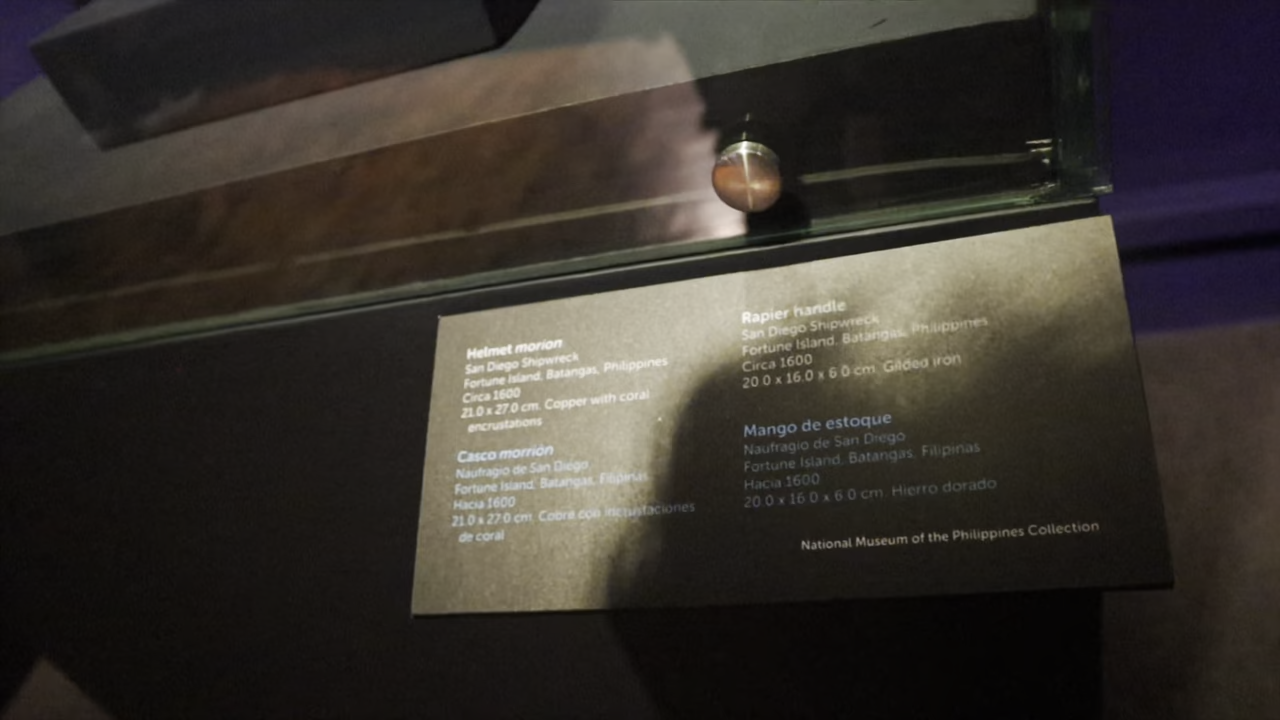 Helmet morion
San Diego Shipwreck
Fortune Island, Batangas, Philippines
Circa 1600
21.0 x 27.0 cm. Copper with coral
encrustations
Casco morrión
Naufragio de San Diego
Fortune Island, Batangas, Filipinas
Hacia 1600
21.0 x 27.0 cm. Cobre con incrustaciones
de coral
Rapier handle
San Diego Shipwreck
Fortune Island, Batangas, Philippines
Circa 1600
20.0 x 16.0 x 6.0 cm. Gilded iron
Mango de estoque
Naufragio de San Diego
Fortune Island, Batangas, Filipinas
Hacia 1600
20.0 x 16.0 x 6.0 cm. Hierro dorado
National Museum of the Philippines Collection